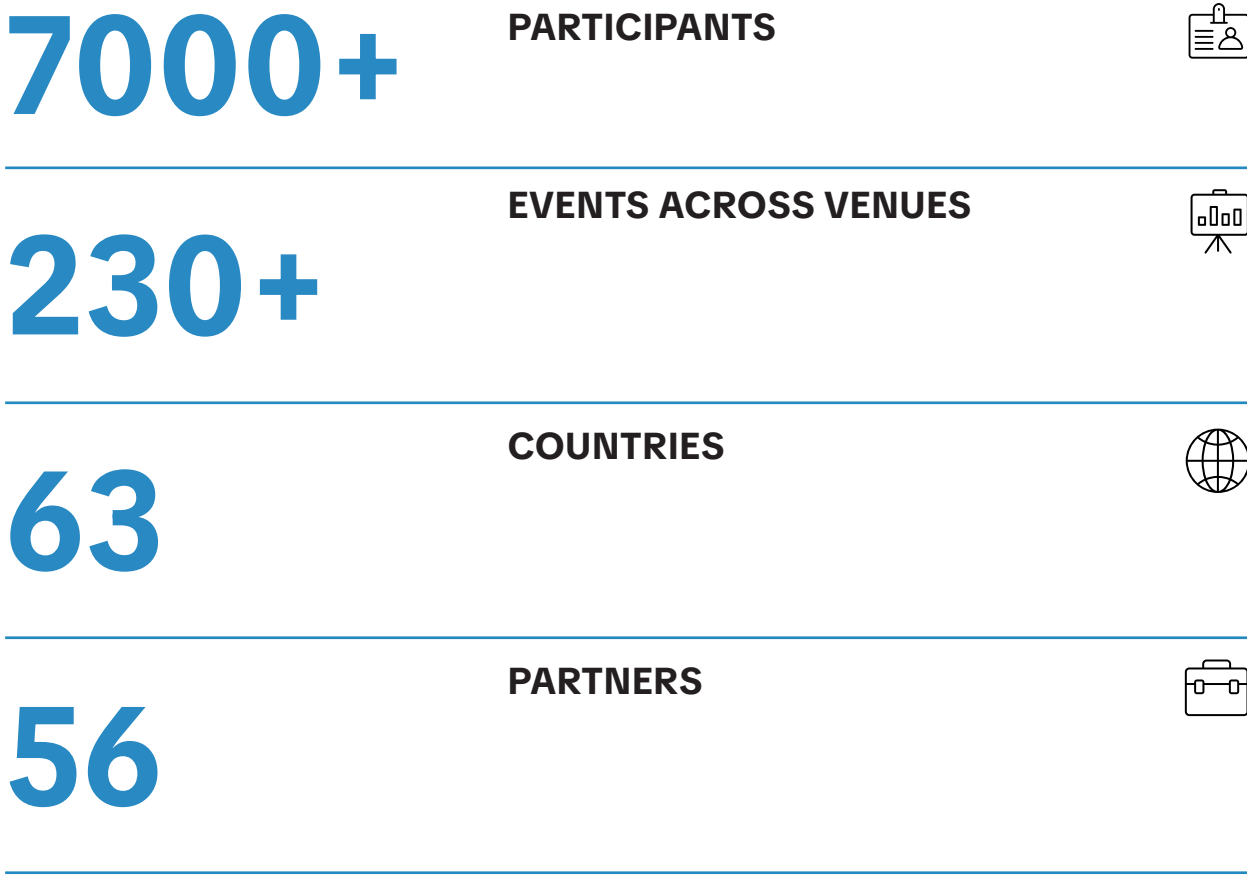 7000+
PARTICIPANTS
230+
EVENTS ACROSS VENUES
63
COUNTRIES
56
PARTNERS